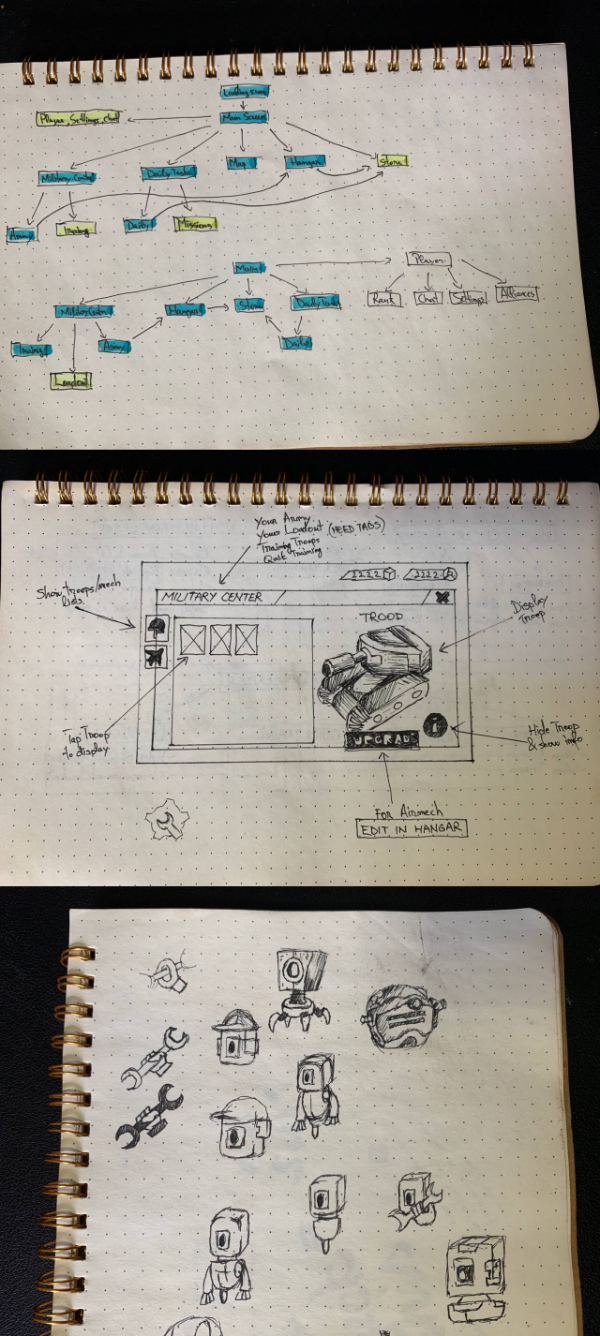 Loading Screen
Main Screen
Player, Settings, chat
Military Center
Daily Tasks
Map
Hangar
Store
Army
Daily
Missions
Main
Player
Military Center
Hangar
Store
Daily Tasks
Rank
Chat
Settings
Alliances
Army
Daily
Loadout
Your Army
Your Loadout (NEED TABS)
Training Troops
Quick Training
2222
2222
Show troops/mech
lists
MILITARY CENTER
TROOP
Display
Troop
Tap Troop
to display
UPGRADE
i
Hide Troop
& show info
For Airmech
EDIT IN HANGAR